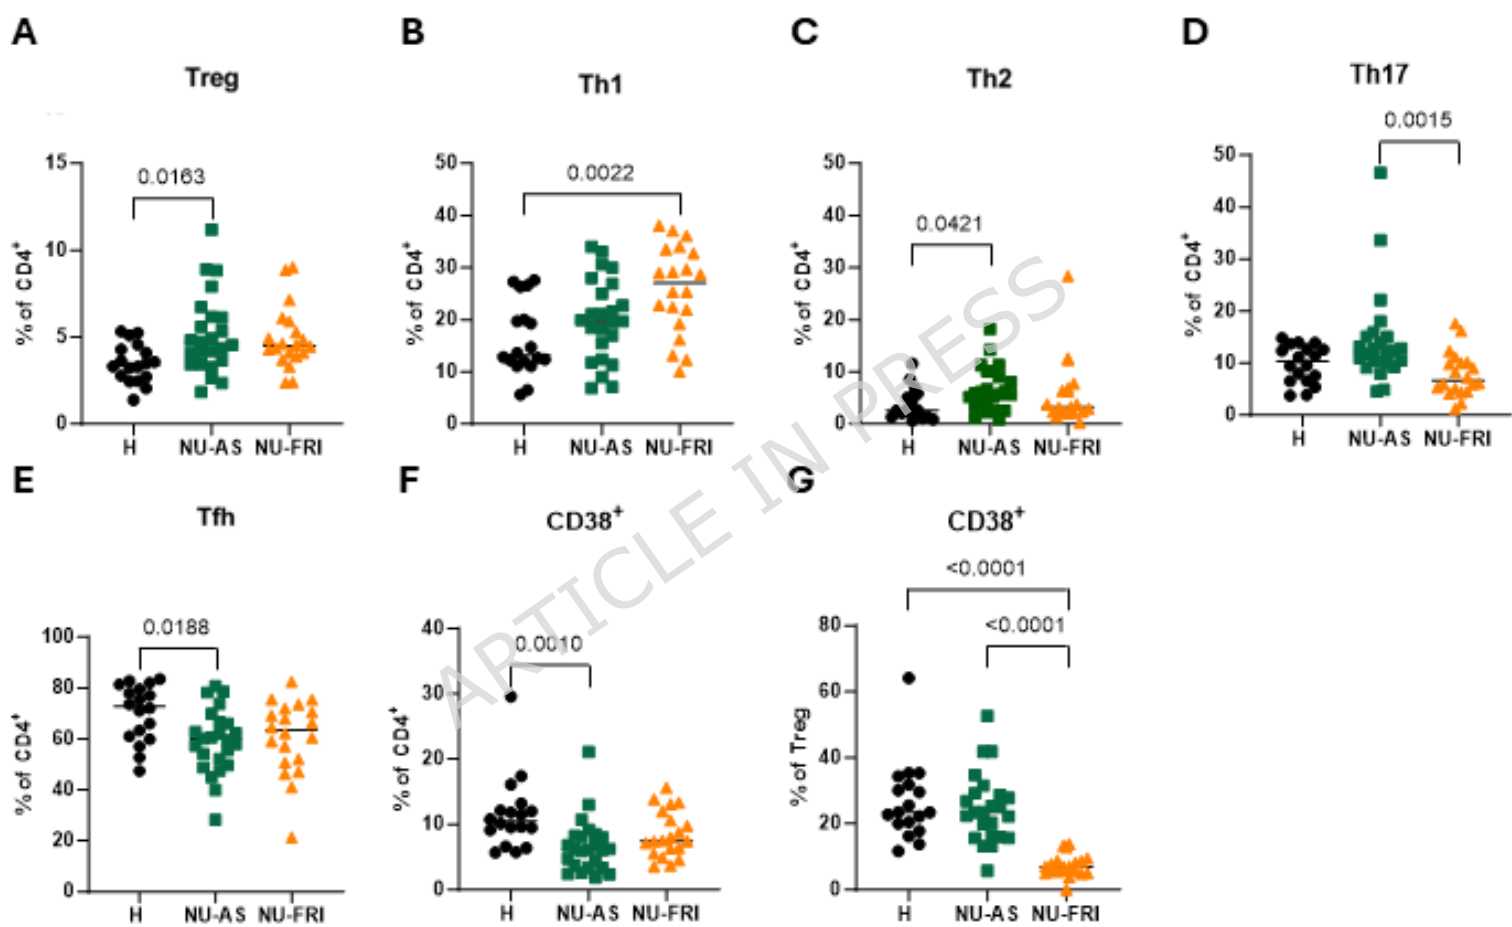 A
Treg
0.0163
% of CD4⁺
15
10
5
0
H NU-AS NU-FRI
B
Th1
0.0022
% of CD4⁺
50
40
30
20
10
0
H NU-AS NU-FRI
C
Th2
0.0421
% of CD4⁺
50
40
30
20
10
0
H NU-AS NU-FRI
D
Th17
0.0015
% of CD4⁺
50
40
30
20
10
0
H NU-AS NU-FRI
E
Tfh
0.0188
% of CD4⁺
100
80
60
40
20
0
H NU-AS NU-FRI
F
CD38⁺
0.0010
% of CD4⁺
40
30
20
10
0
H NU-AS NU-FRI
G
CD38⁺
<0.0001
<0.0001
% of Treg
80
60
40
20
0
H NU-AS NU-FRI
ARTICLE IN PRESS